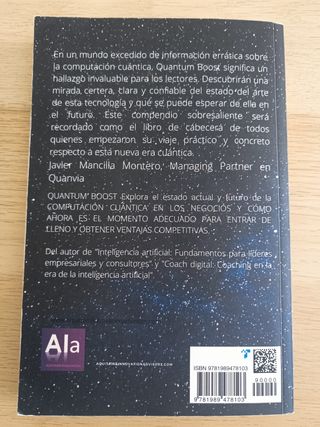 En un mundo excedido de información errática sobre
la computación cuántica, Quantum Boost significa un
hallazgo invaluable para los lectores. Descubrirán una
mirada certera, clara y confiable del estado del arte
de esta tecnología y qué se puede esperar de ella en
el futuro. Este compendio sobresaliente será
recordado como el libro de cabecesá de todos
quienes empezaron su viaje práctico y concreto
respecto a esta nueva era cuántica.
Javier Mancilla Montero, Managing Partner en
Quanvia
QUANTUM BOOST Explora el estado actual y futuro de la
COMPUTACIÓN CUÁNTICA EN LOS NEGOCIOS Y CÓMO
AHORA ES EL MOMENTO ADECUADO PARA ENTRAR DE
LLENO Y OBTENER VENTAJAS COMPETITIVAS.
Del autor de "Inteligencia artificial: Fundamentos para líderes
empresariales y consultores" y "Coach digital: Coaching en la
era de la inteligencia artificial".
AIa
ISBN 9781989478103
90000
9 781989 478103